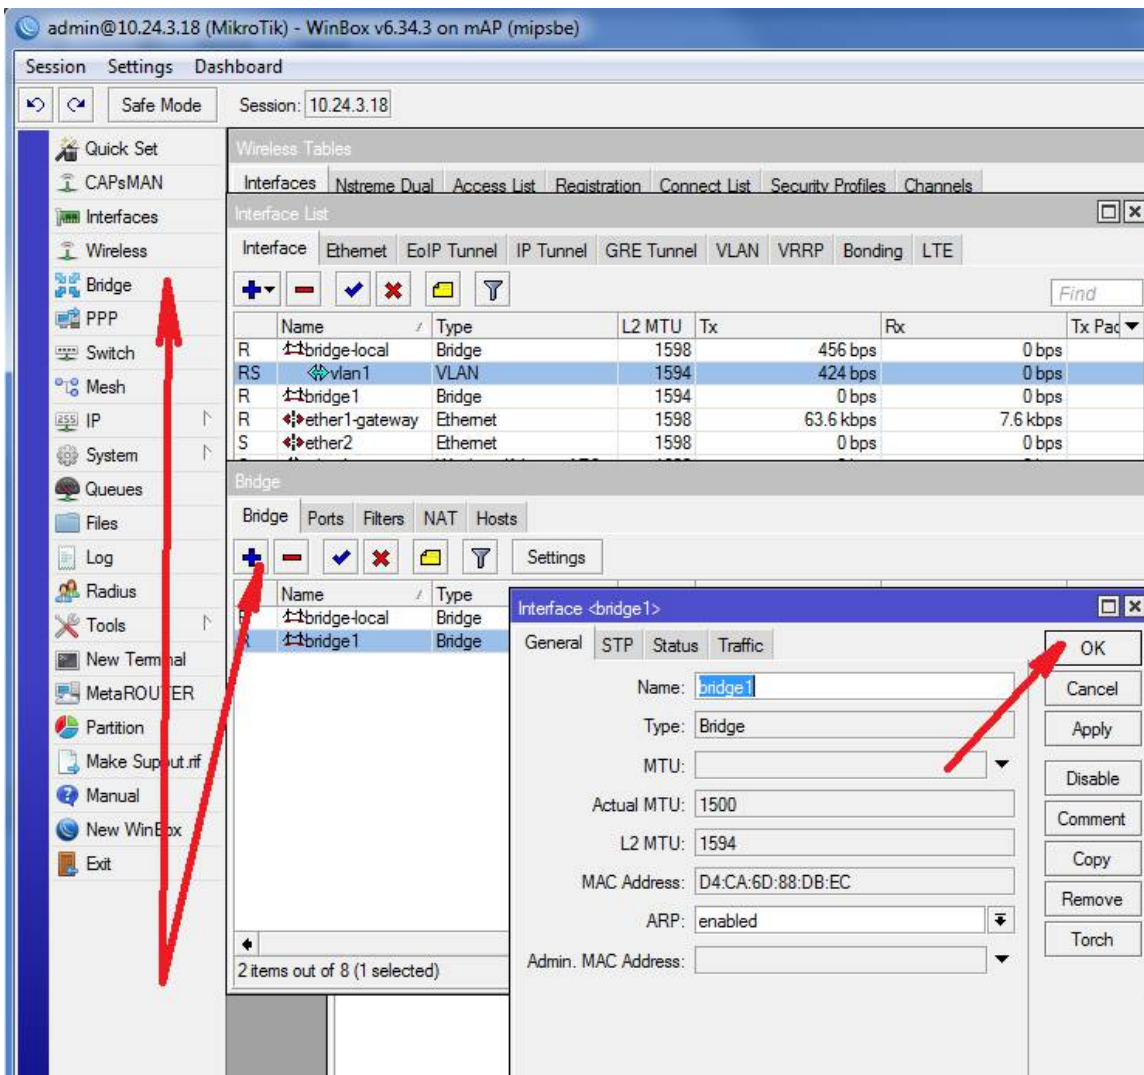 admin@10.24.3.18 (MikroTik) - WinBox v6.34.3 on mAP (mipsbe)
Session Settings Dashboard
Safe Mode Session: 10.24.3.18
Quick Set
CAPsMAN
Interfaces
Wireless
Bridge
PPP
Switch
Mesh
IP
System
Queues
Files
Log
Radius
Tools
New Terminal
MetaROUTER
Partition
Make Supout.rif
Manual
New WinBox
Exit
Wireless Tables
Interfaces Nstreme Dual Access List Registration Connect List Security Profiles Channels
Interface List
Interface Ethernet EoIP Tunnel IP Tunnel GRE Tunnel VLAN VRRP Bonding LTE
Find
Name Type L2 MTU Tx Rx Tx Pac
R bridge-local Bridge 1598 456 bps 0 bps
RS vlan1 VLAN 1594 424 bps 0 bps
R bridge1 Bridge 1594 0 bps 0 bps
R ether1-gateway Ethernet 1598 63.6 kbps 7.6 kbps
S ether2 Ethernet 1598 0 bps 0 bps
Bridge
Bridge Ports Filters NAT Hosts
Settings
Name Type
R bridge-local Bridge
R bridge1 Bridge
2 items out of 8 (1 selected)
Interface <bridge1>
General STP Status Traffic
Name: bridge1
Type: Bridge
MTU:
Actual MTU: 1500
L2 MTU: 1594
MAC Address: D4:CA:6D:88:DB:EC
ARP: enabled
Admin. MAC Address:
OK
Cancel
Apply
Disable
Comment
Copy
Remove
Torch